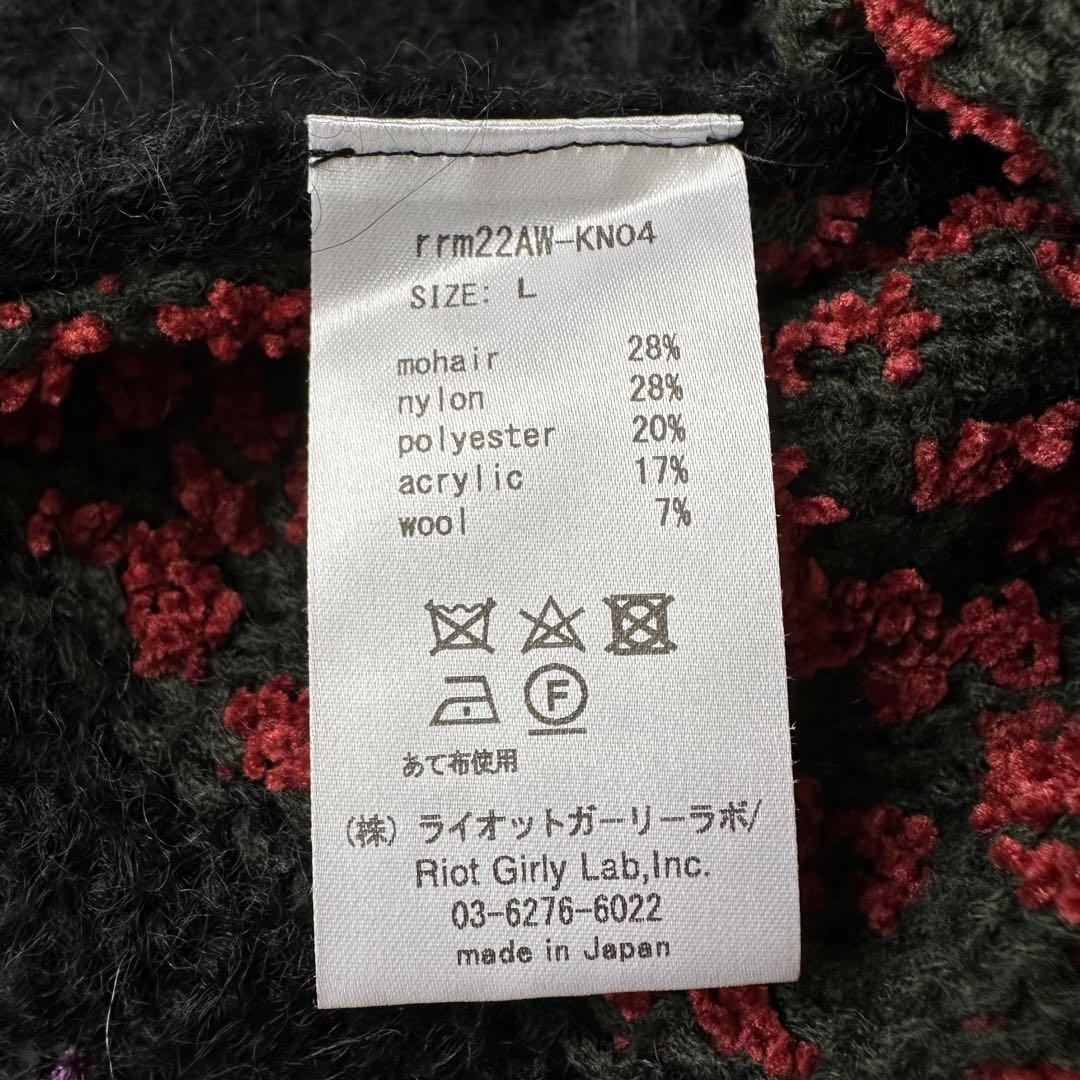 rrm22AW-KN04
SIZE: L
mohair 28%
nylon 28%
polyester 20%
acrylic 17%
wool 7%
F
あて布使用
(株) ライオットガーリーラボ/
Riot Girly Lab,Inc.
03-6276-6022
made in Japan